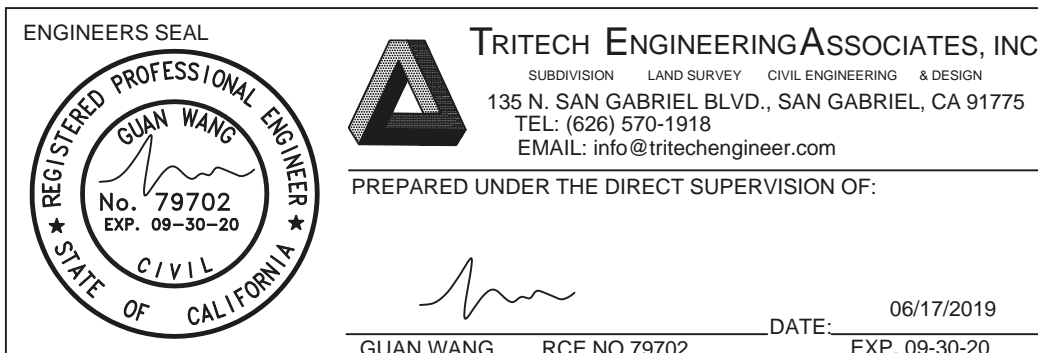 ENGINEERS SEAL
REGISTERED PROFESSIONAL ENGINEER
GUAN WANG
No. 79702
EXP. 09-30-20
CIVIL
★ STATE OF CALIFORNIA ★
TRITECH ENGINEERING ASSOCIATES, INC
SUBDIVISION LAND SURVEY CIVIL ENGINEERING & DESIGN
135 N. SAN GABRIEL BLVD., SAN GABRIEL, CA 91775
TEL: (626) 570-1918
EMAIL: info@tritechengineer.com
PREPARED UNDER THE DIRECT SUPERVISION OF:
DATE: 06/17/2019
GUAN WANG RCE NO 79702 EXP. 09-30-20